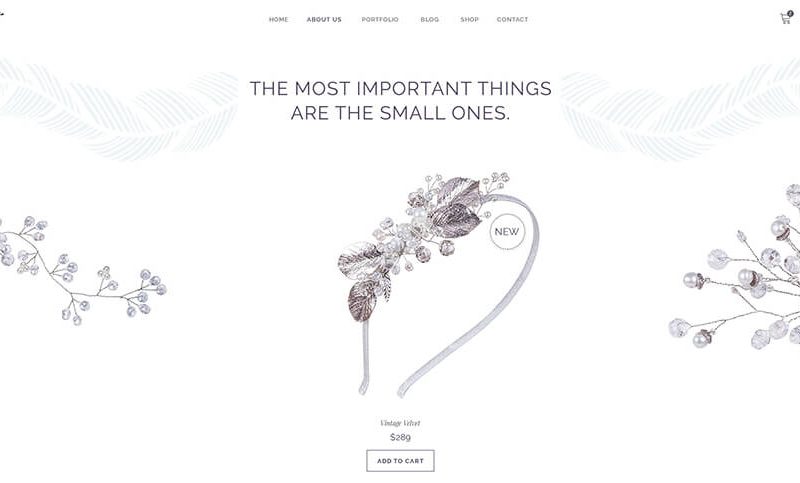 HOME ABOUT US PORTFOLIO BLOG SHOP CONTACT
THE MOST IMPORTANT THINGS
ARE THE SMALL ONES.
NEW
Vintage Velvet
$289
ADD TO CART